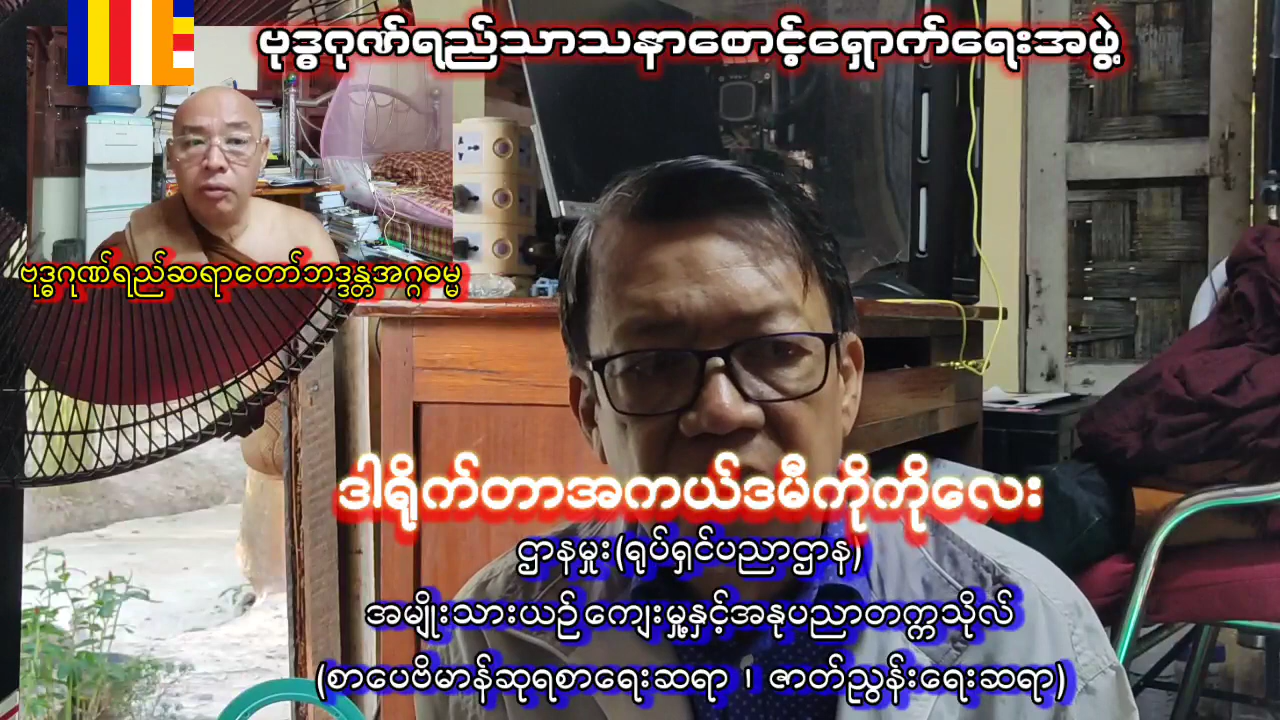 ဗုဒ္ဓဂုဏ်ရည်သာသနာစောင့်ရှောက်ရေးအဖွဲ့
ဗုဒ္ဓဂုဏ်ရည်ဆရာတော်ဘဒ္ဒန္တအဂ္ဂဓမ္မ
ဒါရိုက်တာအကယ်ဒမီကိုကိုလေး
ဌာနမှူး(ရုပ်ရှင်ပညာဌာန)
အမျိုးသားယဉ်ကျေးမှု့နှင့်အနုပညာတက္ကသိုလ်
(စာပေဗိမာန်ဆုရစာရေးဆရာ ၊ ဇာတ်ညွှန်းရေးဆရာ)